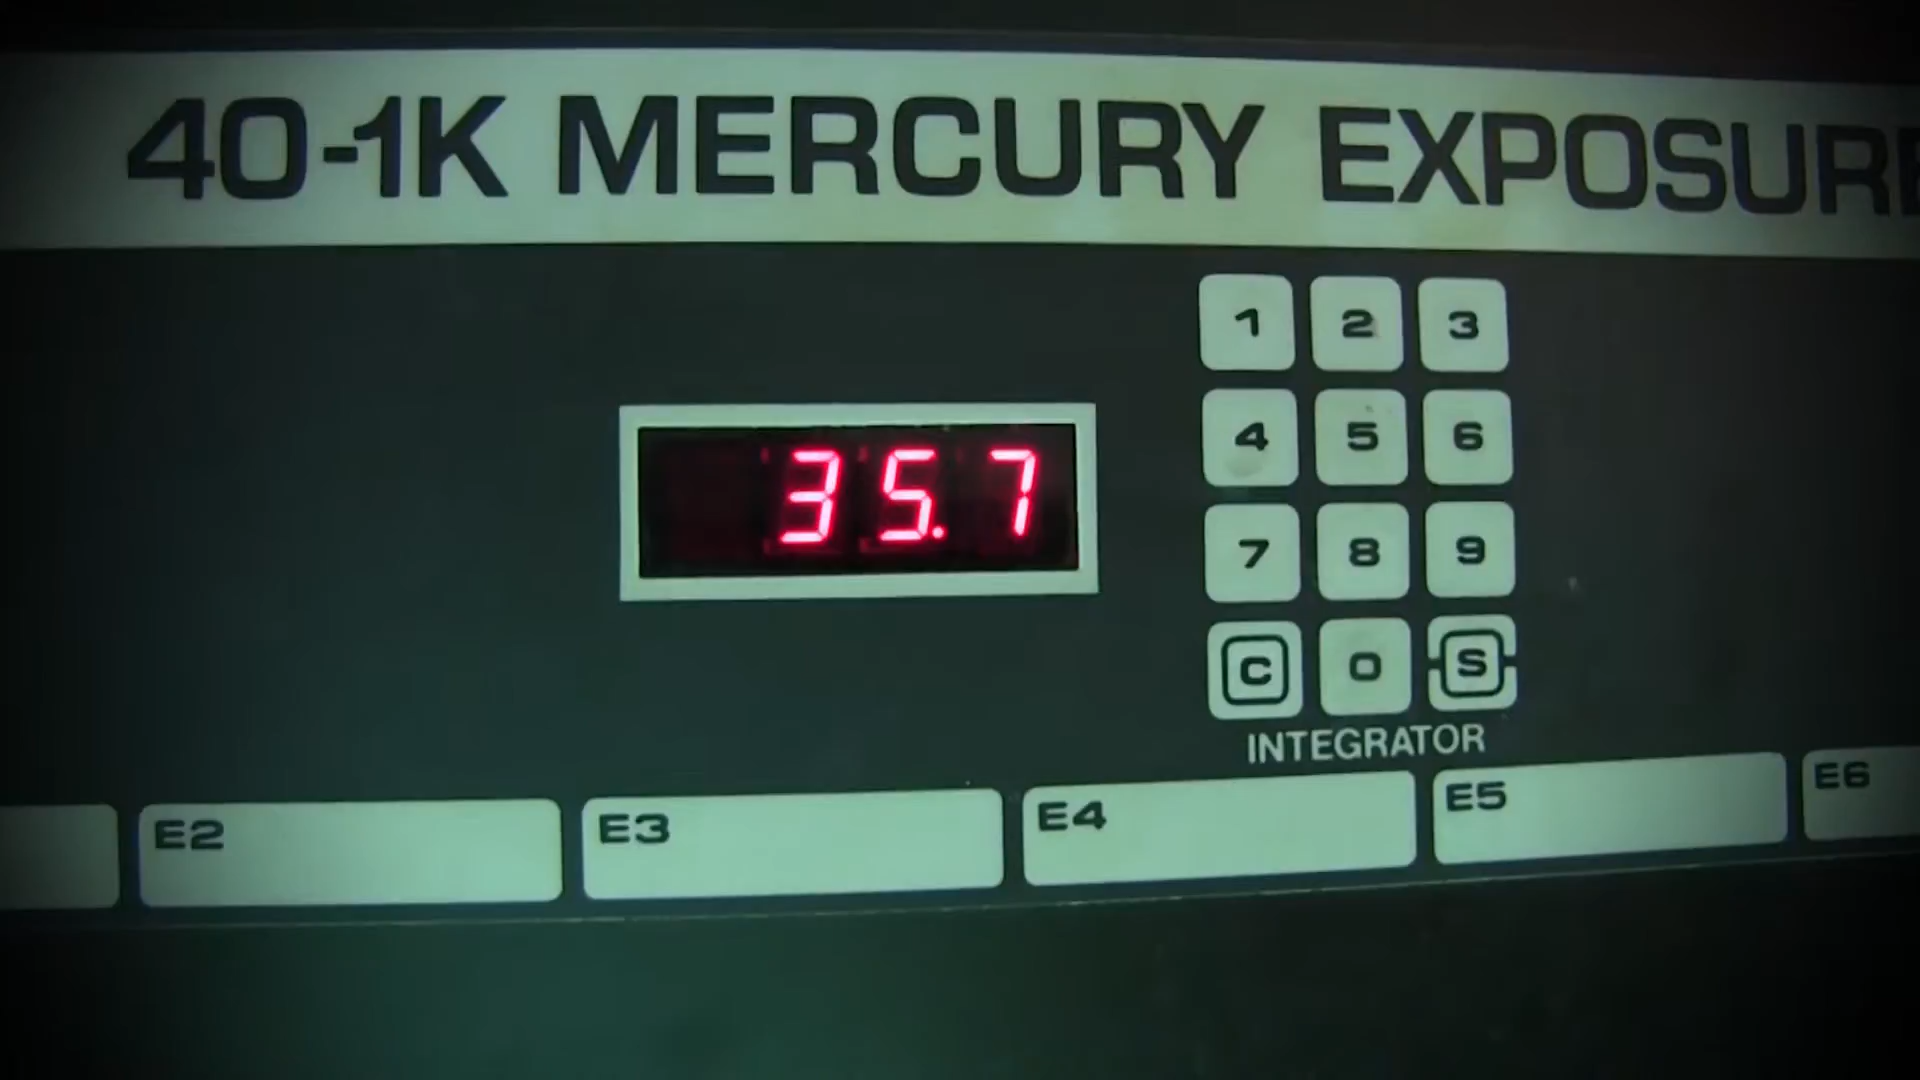 40-1K MERCURY EXPOSURE
35.7
1 2 3
4 5 6
7 8 9
C 0 S
INTEGRATOR
E2 E3 E4 E5 E6